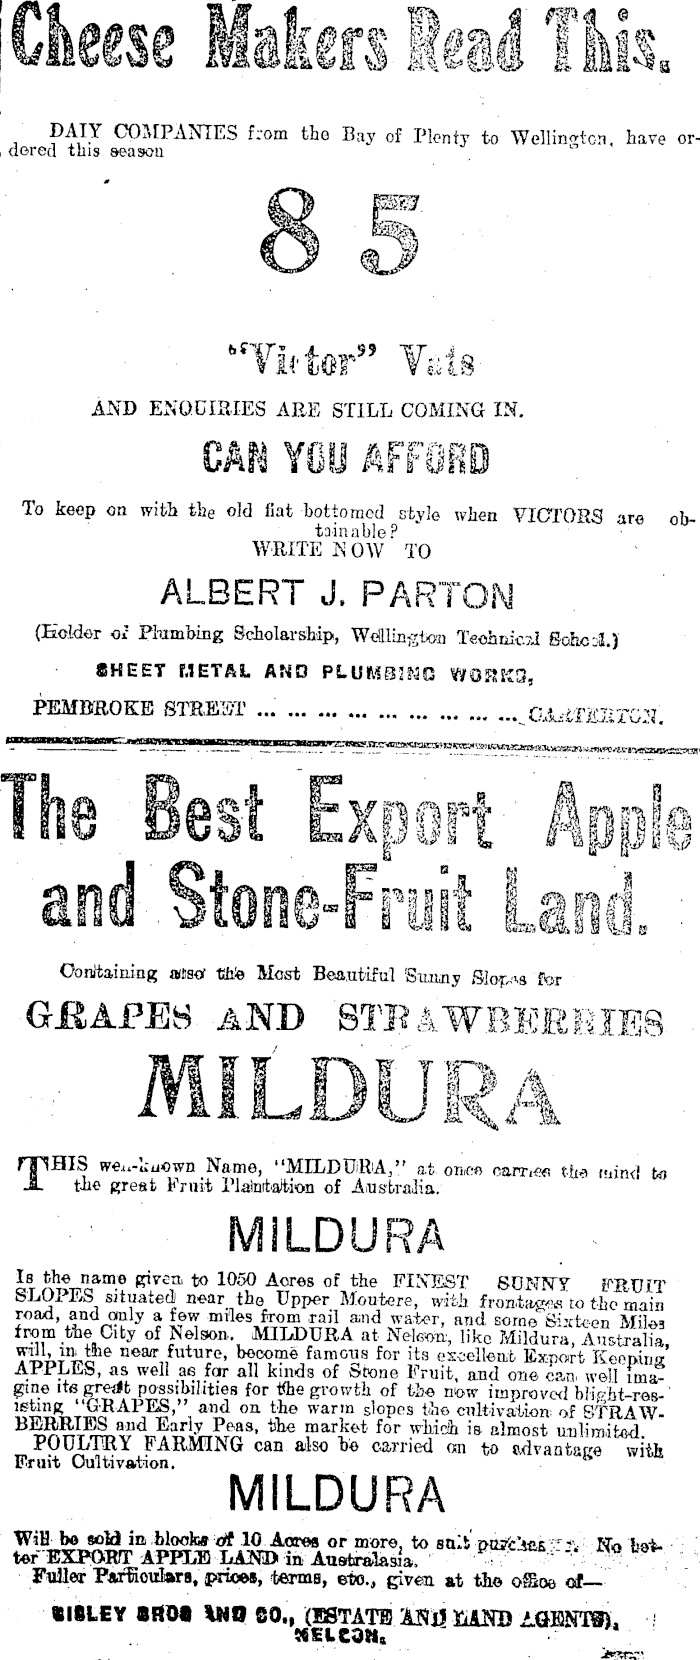 Cheese Makers Read This.
DAIY COMPANIES from the Bay of Plenty to Wellington, have or-
dered this season
85
"Victor" Vats
AND ENQUIRIES ARE STILL COMING IN.
CAN YOU AFFORD
To keep on with the old flat bottomed style when VICTORS are ob-
tainable?
WRITE NOW TO
ALBERT J. PARTON
(Holder of Plumbing Scholarship, Wellington Technical School.)
SHEET METAL AND PLUMBING WORKS,
PEMBROKE STREET ... ... ... ... ... ... ... ... ... CARTERTON.
The Best Export Apple
and Stone-Fruit Land.
Containing also the Most Beautiful Sunny Slopes for
GRAPES AND STRAWBERRIES
MILDURA
THIS well-known Name, "MILDURA," at once carries the mind to
the great Fruit Plaintation of Australia.
MILDURA
Is the name given to 1050 Acres of the FINEST SUNNY FRUIT
SLOPES situated near the Upper Moutere, with frontages to the main
road, and only a few miles from rail and water, and some Sixteen Miles
from the City of Nelson. MILDURA at Nelson, like Mildura, Australia,
will, in the near future, become famous for its excellent Export Keeping
APPLES, as well as for all kinds of Stone Fruit, and one can well ima-
gine its great possibilities for the growth of the now improved blight-res-
isting "GRAPES," and on the warm slopes the cultivation of STRAW-
BERRIES and Early Peas, the market for which is almost unlimited.
POULTRY FARMING can also be carried on to advantage with
Fruit Cultivation.
MILDURA
Will be sold in blocks of 10 Acres or more, to suit purchasers. No bet-
ter EXPORT APPLE LAND in Australasia.
Fuller Particulars, prices, terms, etc., given at the office of—
BISLEY BROS AND CO., (ESTATE AND LAND AGENTS),
NELSON.